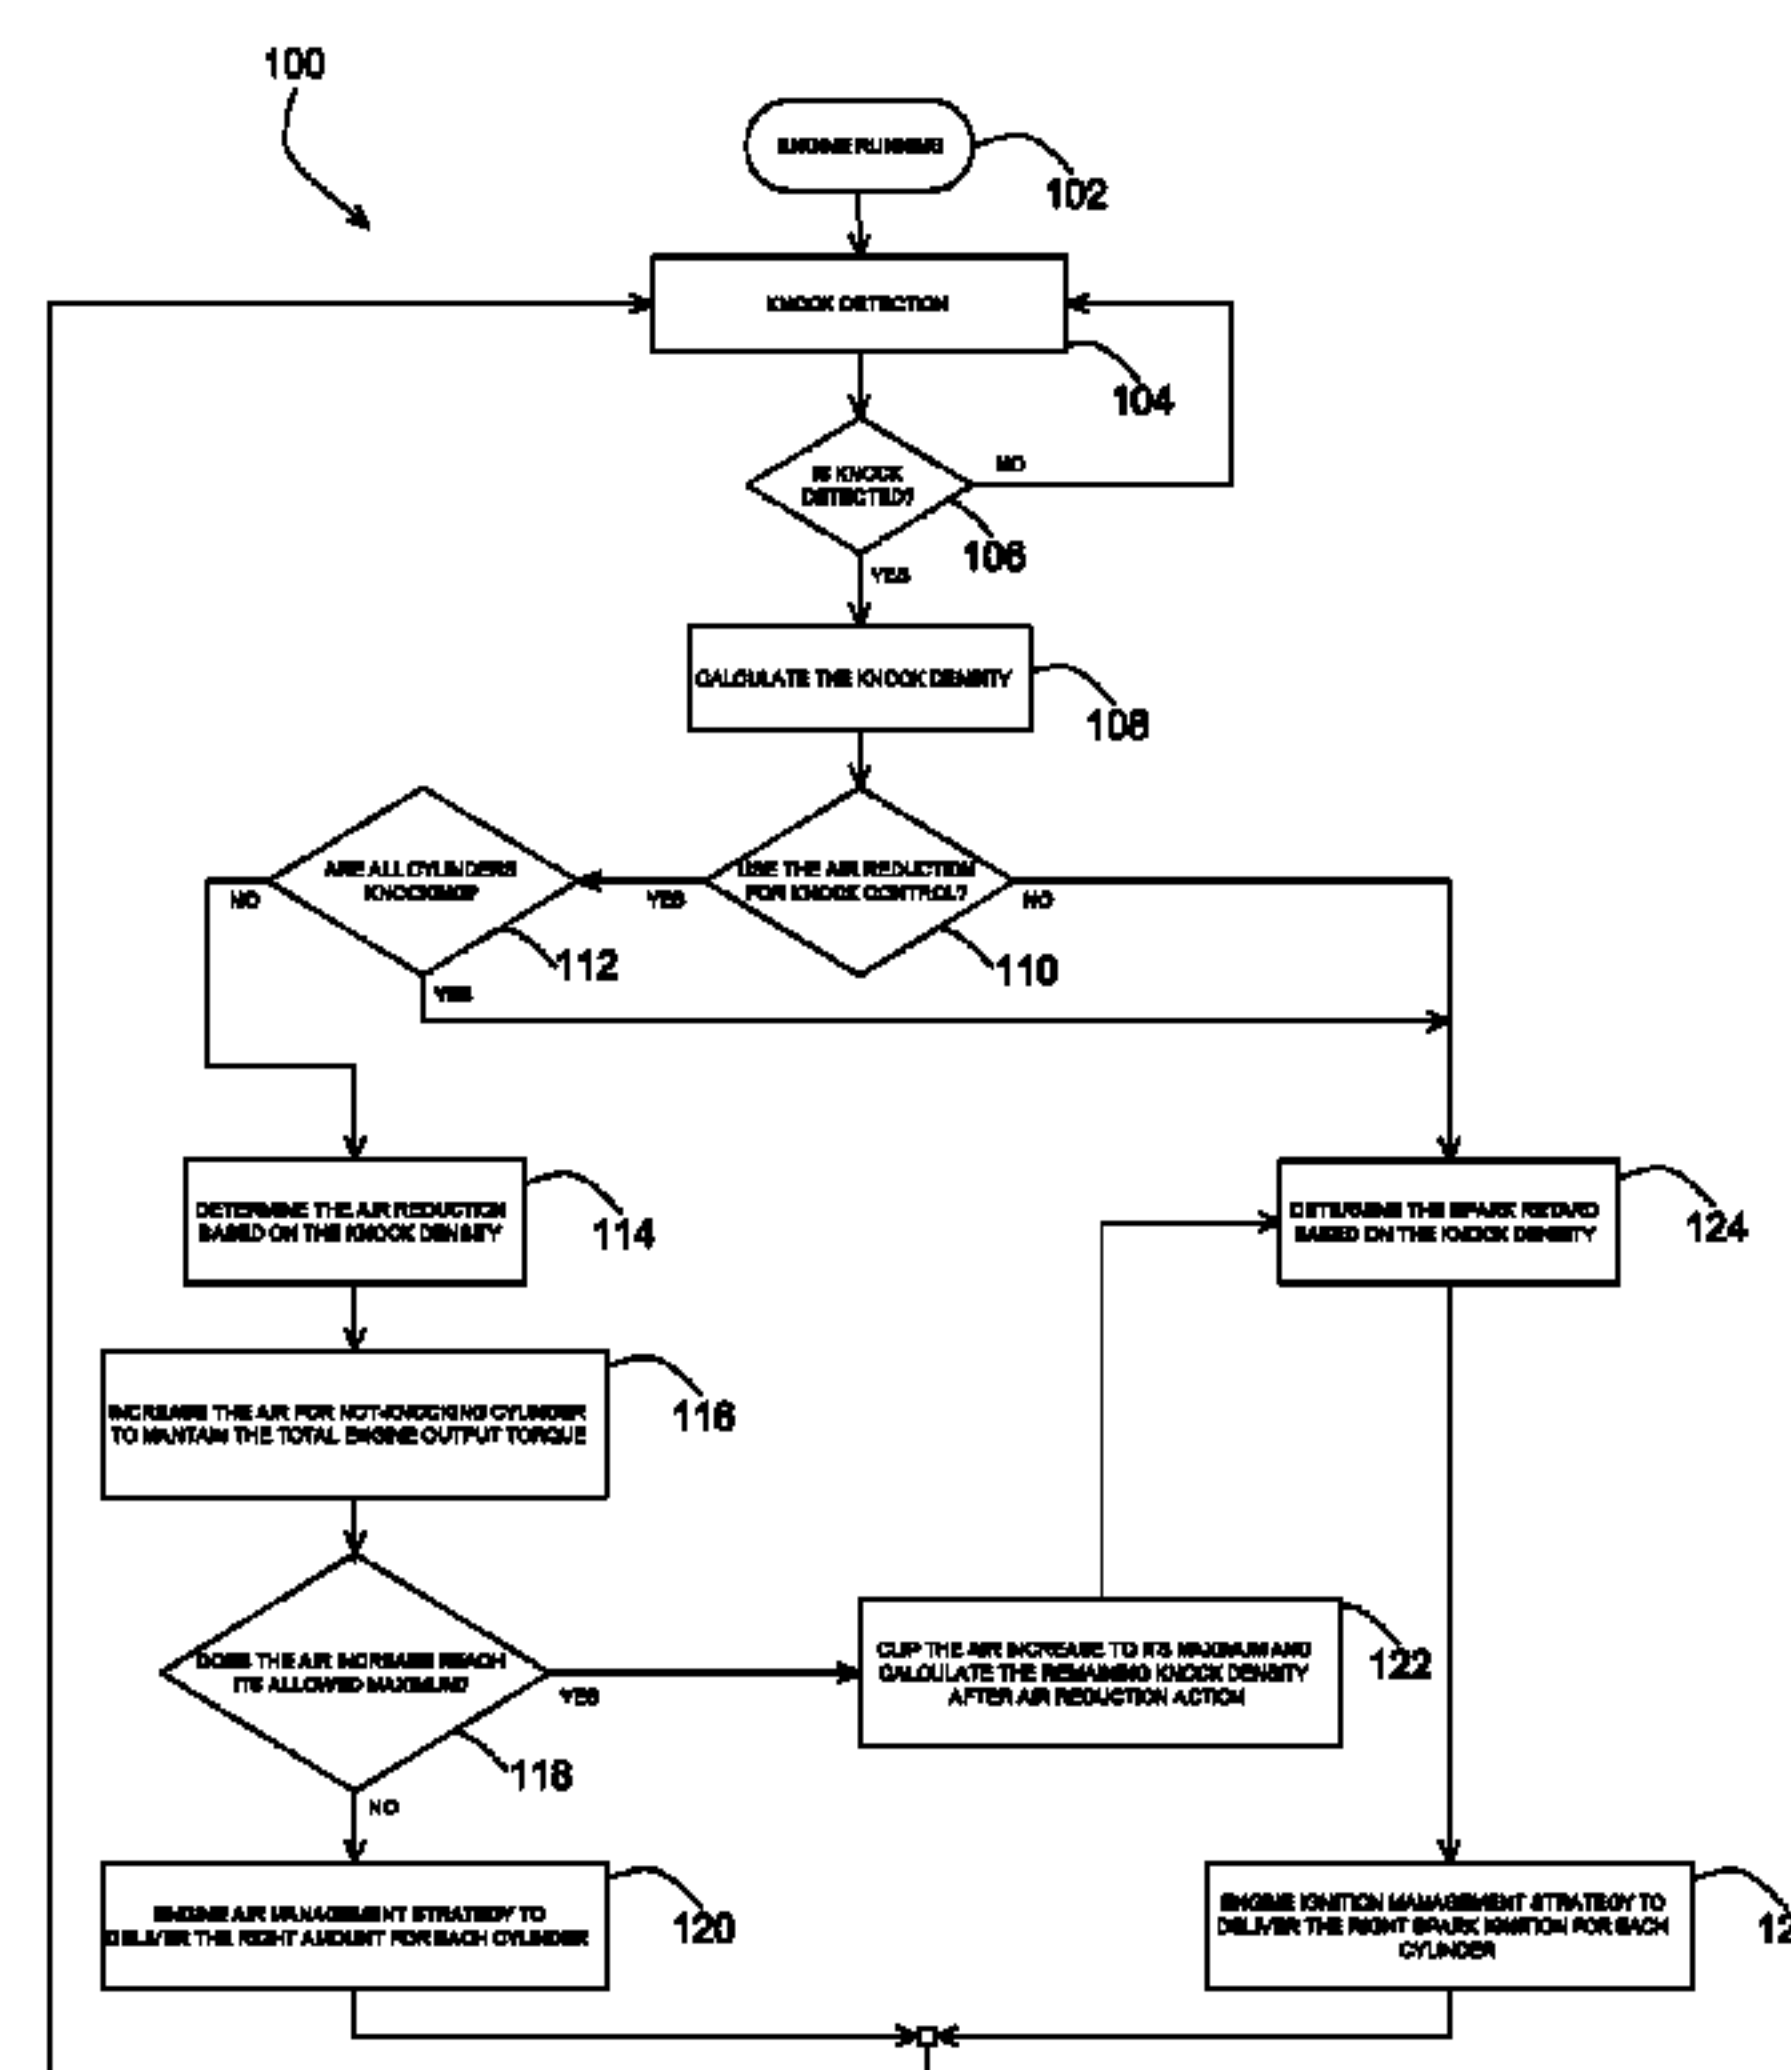 100
ENGINE RUNNING
102
KNOCK DETECTION
104
IS KNOCK
DETECTED?
NO
106
YES
CALCULATE THE KNOCK DENSITY
108
ARE ALL CYLINDERS
KNOCKING?
NO
112
YES
USE THE AIR REDUCTION
FOR KNOCK CONTROL?
YES
NO
110
DETERMINE THE AIR REDUCTION
BASED ON THE KNOCK DENSITY
114
DETERMINE THE SPARK RETARD
BASED ON THE KNOCK DENSITY
124
INCREASE THE AIR FOR NOT-KNOCKING CYLINDER
TO MANTAIN THE TOTAL ENGINE OUTPUT TORQUE
116
DOES THE AIR INCREASE REACH
ITS ALLOWED MAXIMUM?
YES
118
NO
CLIP THE AIR INCREASE TO ITS MAXIMUM AND
CALCULATE THE REMAINING KNOCK DENSITY
AFTER AIR REDUCTION ACTION
122
ENGINE AIR MANAGEMENT STRATEGY TO
DELIVER THE RIGHT AMOUNT FOR EACH CYLINDER
120
ENGINE IGNITION MANAGEMENT STRATEGY TO
DELIVER THE RIGHT SPARK IGNITION FOR EACH
CYLINDER